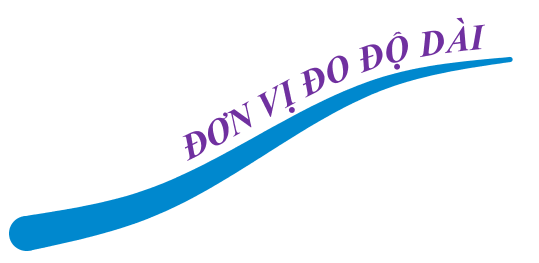 ĐƠN VỊ ĐO ĐỘ DÀI